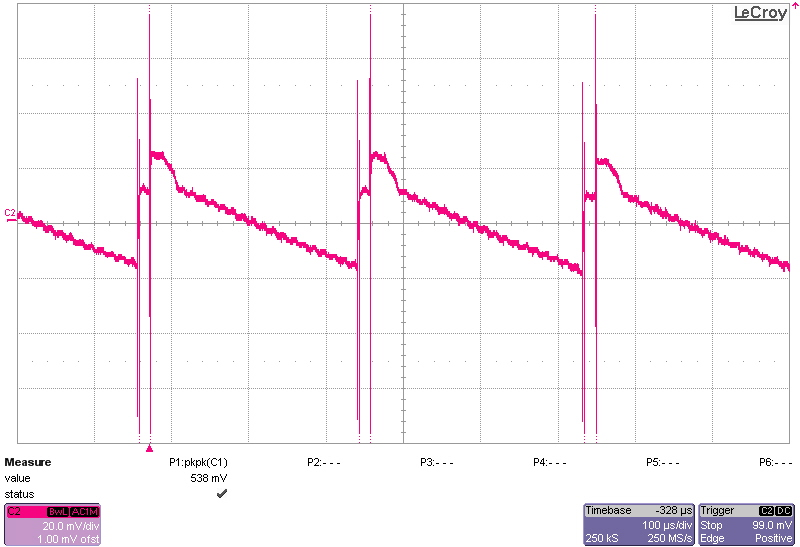 LeCroy
C2
Measure P1:pkpk(C1) P2:- - - P3:- - - P4:- - - P5:- - - P6:- - -
value 538 mV
status ✓
C2 BwL AC1M
20.0 mV/div
1.00 mV ofst
Timebase -328 µs
100 µs/div
250 kS 250 MS/s
Trigger C2 DC
Stop 99.0 mV
Edge Positive